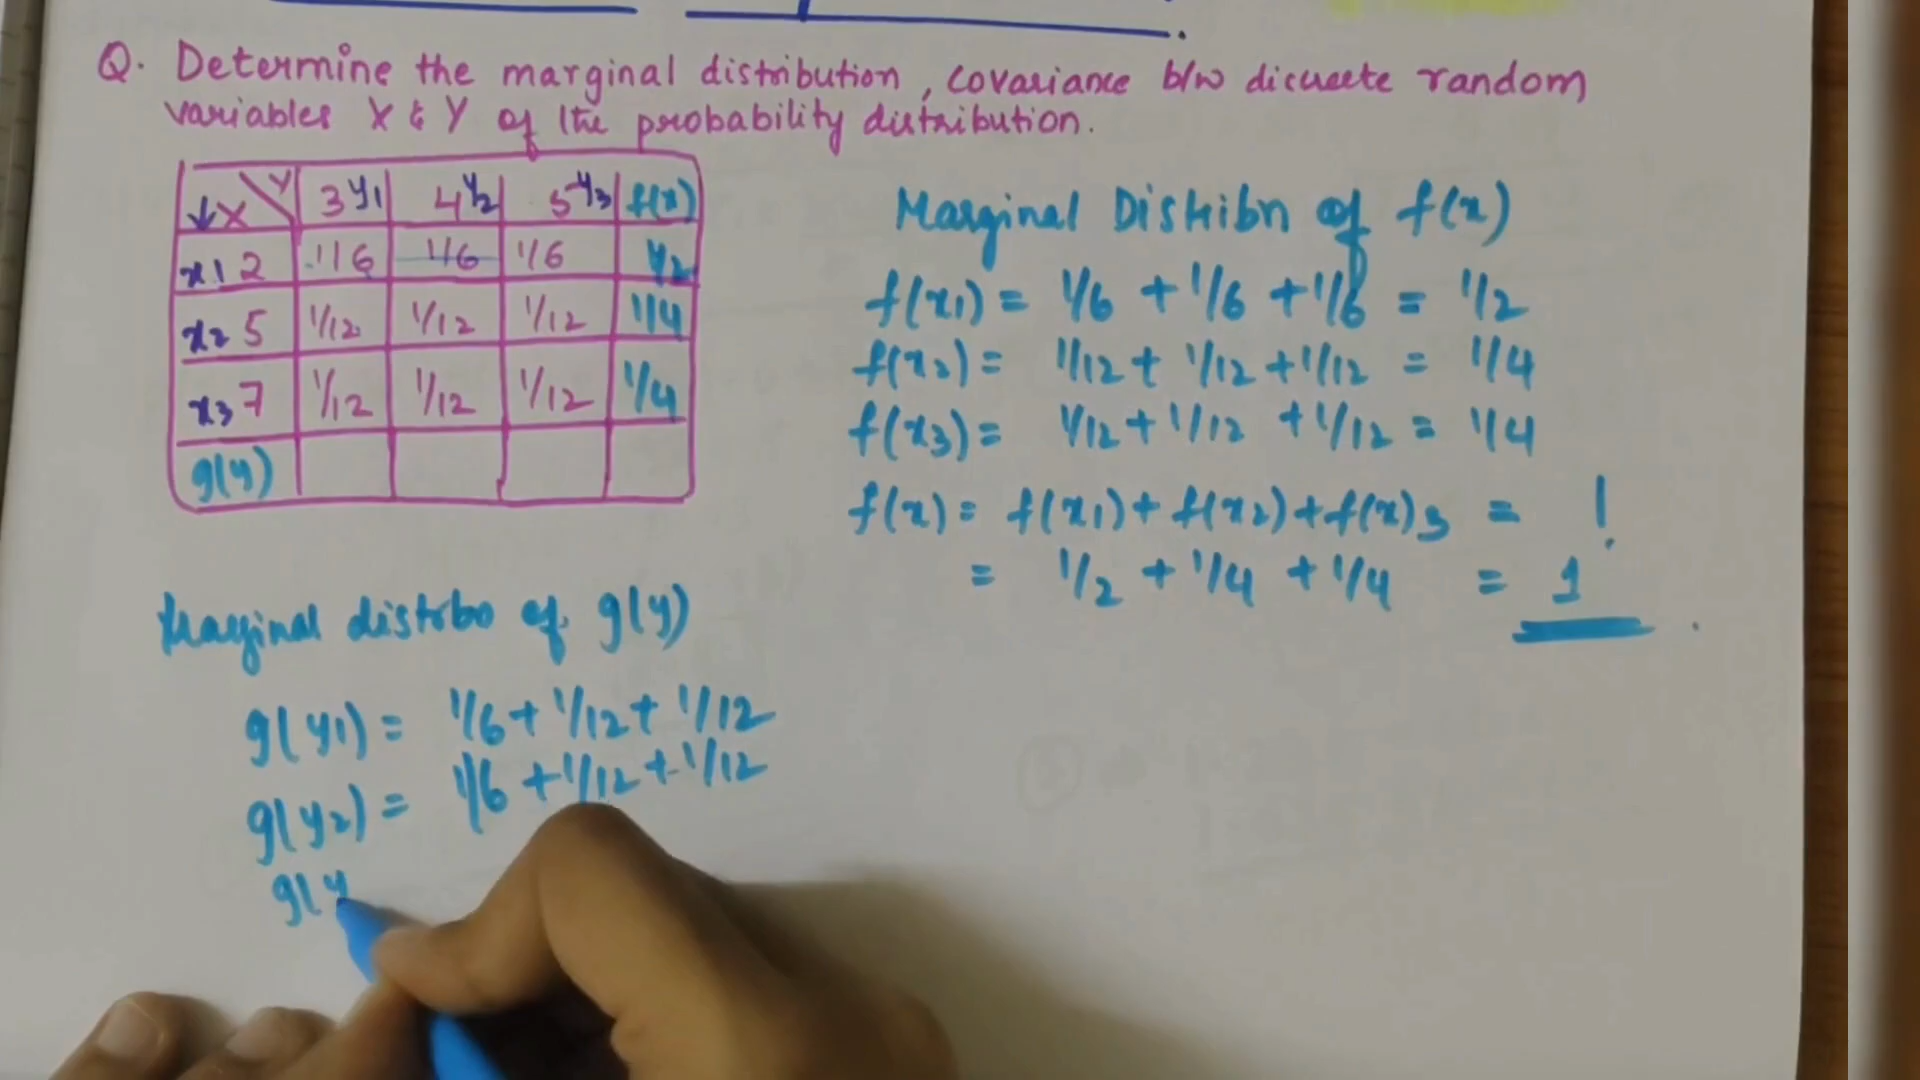 Q. Determine the marginal distribution, covariance b/w discrete random
variables X & Y of the probability distribution.
↓X \ Y 3 y1 4 y2 5 y3 f(x)
x1 2 1/6 1/6 1/6 1/2
x2 5 1/12 1/12 1/12 1/4
x3 7 1/12 1/12 1/12 1/4
g(y)
Marginal Distribn of f(x)
f(x1) = 1/6 + 1/6 + 1/6 = 1/2
f(x2) = 1/12 + 1/12 + 1/12 = 1/4
f(x3) = 1/12 + 1/12 + 1/12 = 1/4
f(x) = f(x1) + f(x2) + f(x)3 = 1
= 1/2 + 1/4 + 1/4 = 1
Marginal distrbn of g(y)
g(y1) = 1/6 + 1/12 + 1/12
g(y2) = 1/6 + 1/12 + 1/12
g(y